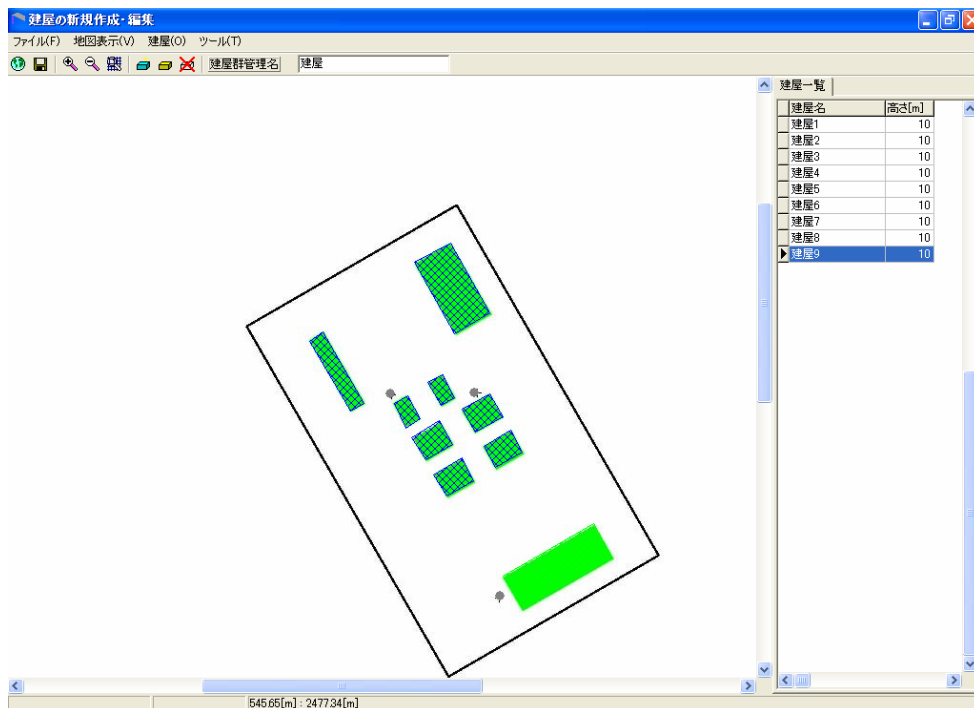 建屋の新規作成・編集
ファイル(F) 地図表示(V) 建屋(O) ツール(T)
建屋群管理名 建屋
建屋一覧
建屋名 高さ[m]
建屋1 10
建屋2 10
建屋3 10
建屋4 10
建屋5 10
建屋6 10
建屋7 10
建屋8 10
建屋9 10
545.65[m] : 2477.34[m]